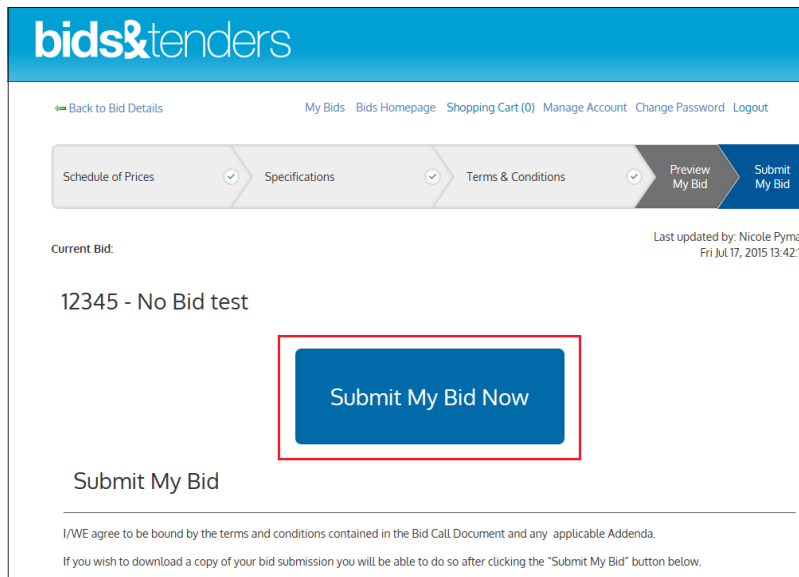 bids&tenders
Back to Bid Details My Bids Bids Homepage Shopping Cart (0) Manage Account Change Password Logout
Schedule of Prices Specifications Terms & Conditions Preview My Bid Submit My Bid
Last updated by: Nicole Pyma
Current Bid: Fri Jul 17, 2015 13:42:
12345 - No Bid test
Submit My Bid Now
Submit My Bid
I/WE agree to be bound by the terms and conditions contained in the Bid Call Document and any applicable Addenda.
If you wish to download a copy of your bid submission you will be able to do so after clicking the "Submit My Bid" button below.